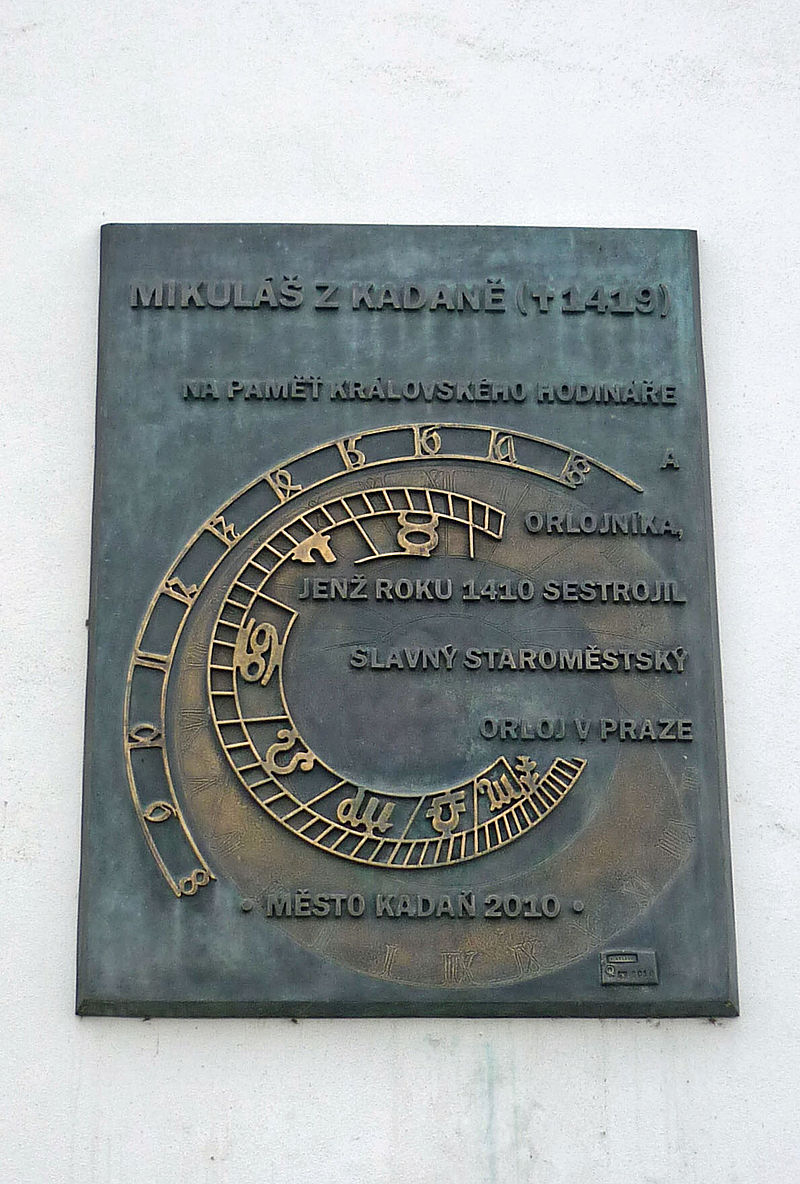 MIKULÁŠ Z KADANĚ († 1419)
NA PAMĚŤ KRÁLOVSKÉHO HODINÁŘE
A
ORLOJNÍKA,
JENŽ ROKU 1410 SESTROJIL
SLAVNÝ STAROMĚSTSKÝ
ORLOJ V PRAZE
• MĚSTO KADAŇ 2010 •